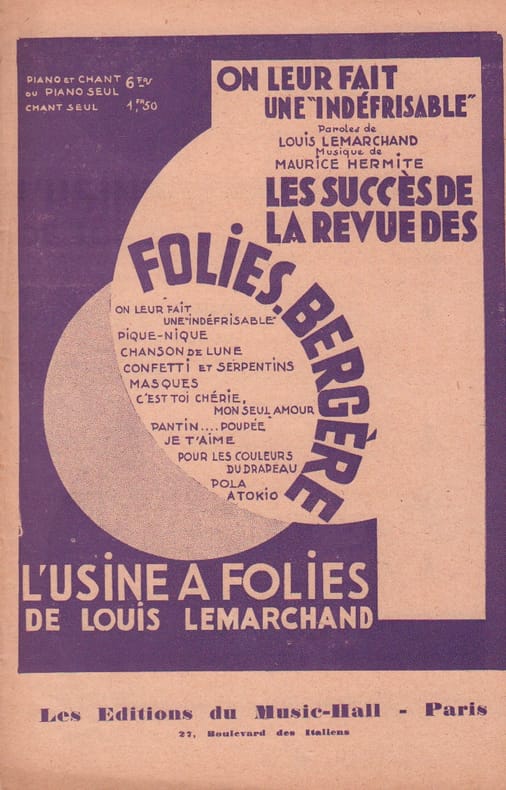 PIANO ET CHANT 6 FRS
OU PIANO SEUL
CHANT SEUL 1,FR50
ON LEUR FAIT
UNE "INDÉFRISABLE"
Paroles de
LOUIS LEMARCHAND
Musique de
MAURICE HERMITE
LES SUCCÈS DE
LA REVUE DES
FOLIES-BERGÈRE
ON LEUR FAIT
UNE "INDÉFRISABLE"
PIQUE-NIQUE
CHANSON DE LUNE
CONFETTI ET SERPENTINS
MASQUES
C'EST TOI CHÉRIE,
MON SEUL AMOUR
PANTIN....POUPÉE
JE T'AIME
POUR LES COULEURS
DU DRAPEAU
POLA
ATOKIO
L'USINE A FOLIES
DE LOUIS LEMARCHAND
Les Editions du Music-Hall - Paris
27, Boulevard des Italiens